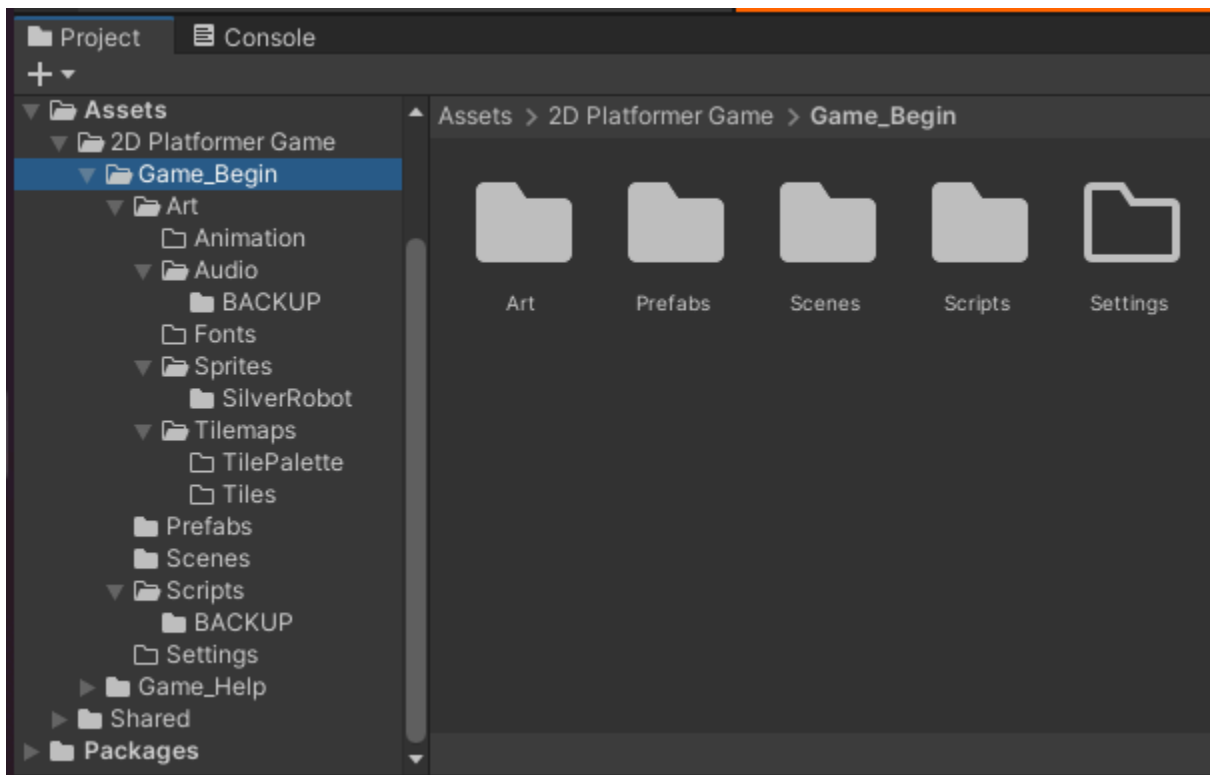 Project Console
Assets
2D Platformer Game
Game_Begin
Art
Animation
Audio
BACKUP
Fonts
Sprites
SilverRobot
Tilemaps
TilePalette
Tiles
Prefabs
Scenes
Scripts
BACKUP
Settings
Game_Help
Shared
Packages
Assets > 2D Platformer Game > Game_Begin
Art Prefabs Scenes Scripts Settings